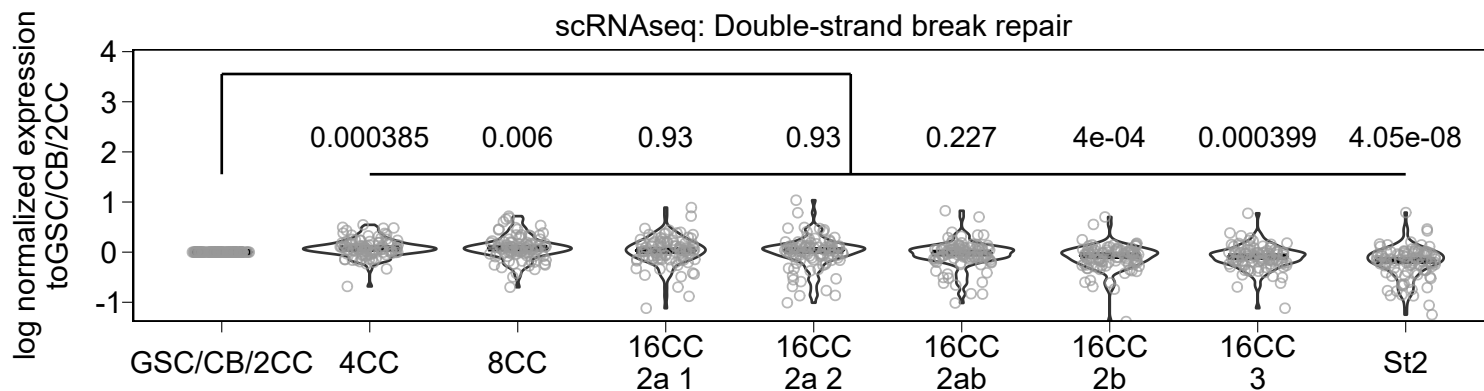 scRNAseq: Double-strand break repair
log normalized expression
toGSC/CB/2CC
4
3
2
1
0
-1
0.000385 0.006 0.93 0.93 0.227 4e-04 0.000399 4.05e-08
GSC/CB/2CC 4CC 8CC 16CC 16CC 16CC 16CC 16CC St2
2a 1 2a 2 2ab 2b 3